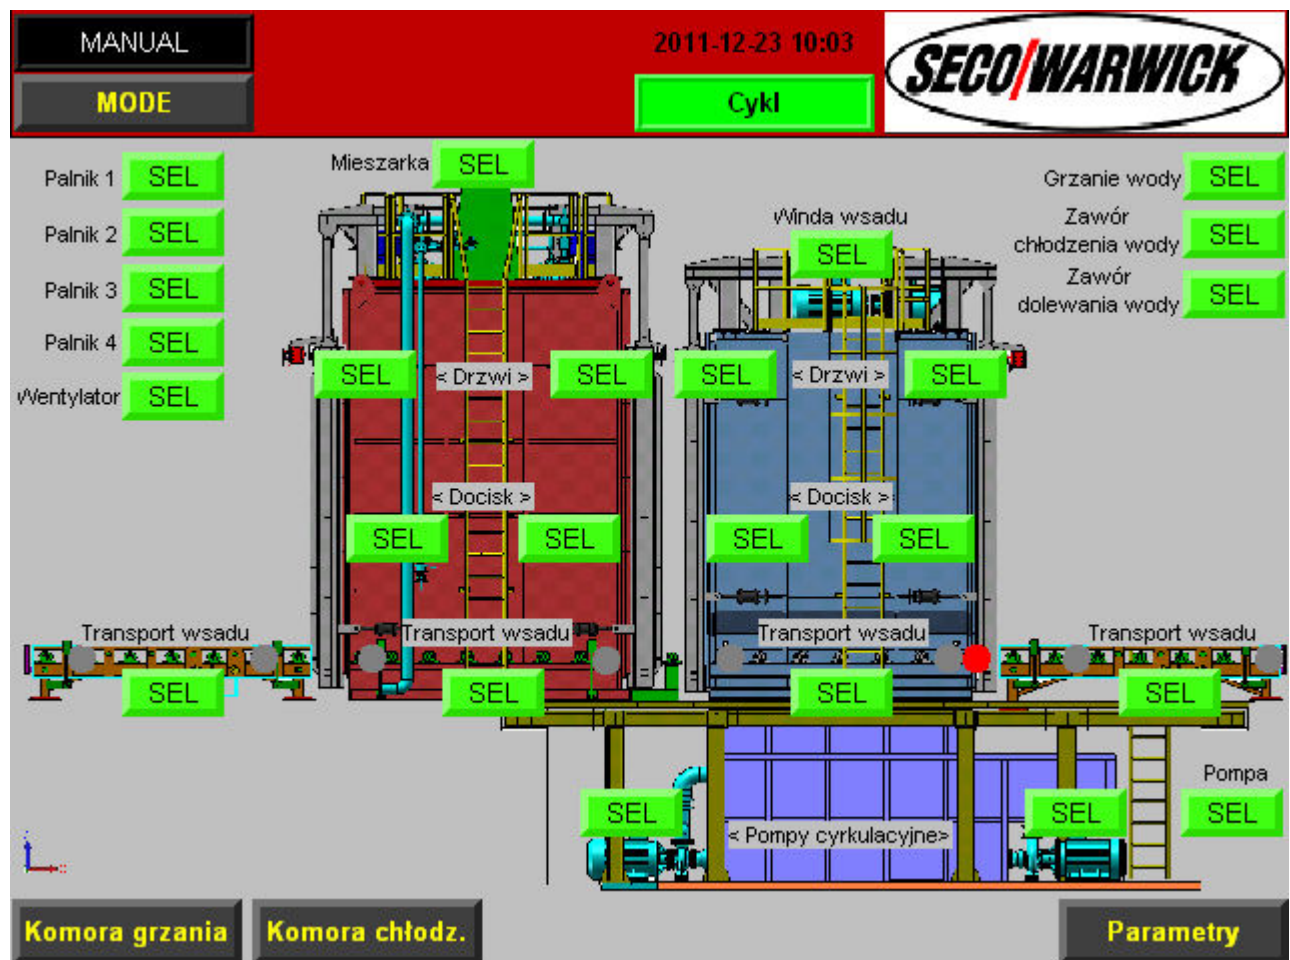 MANUAL
2011-12-23 10:03
SECO/WARWICK
MODE
Cykl
Palnik 1 SEL
Mieszarka SEL
Grzanie wody SEL
Palnik 2 SEL
Winda wsadu
SEL
Zawór
chłodzenia wody SEL
Palnik 3 SEL
Zawór
dolewania wody SEL
Palnik 4 SEL
Wentylator SEL
SEL < Drzwi > SEL
SEL < Drzwi > SEL
< Docisk >
< Docisk >
SEL SEL
SEL SEL
Transport wsadu
Transport wsadu
Transport wsadu
Transport wsadu
SEL
SEL
SEL
SEL
Pompa
SEL
SEL
SEL
< Pompy cyrkulacyjne>
Komora grzania
Komora chłodz.
Parametry